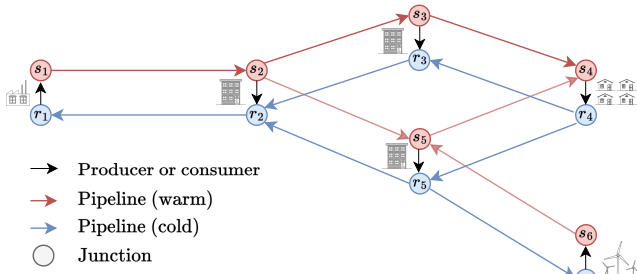 s3
s1
s2
s4
r3
r1
r2
r4
s5
Producer or consumer
r5
Pipeline (warm)
Pipeline (cold)
s6
Junction